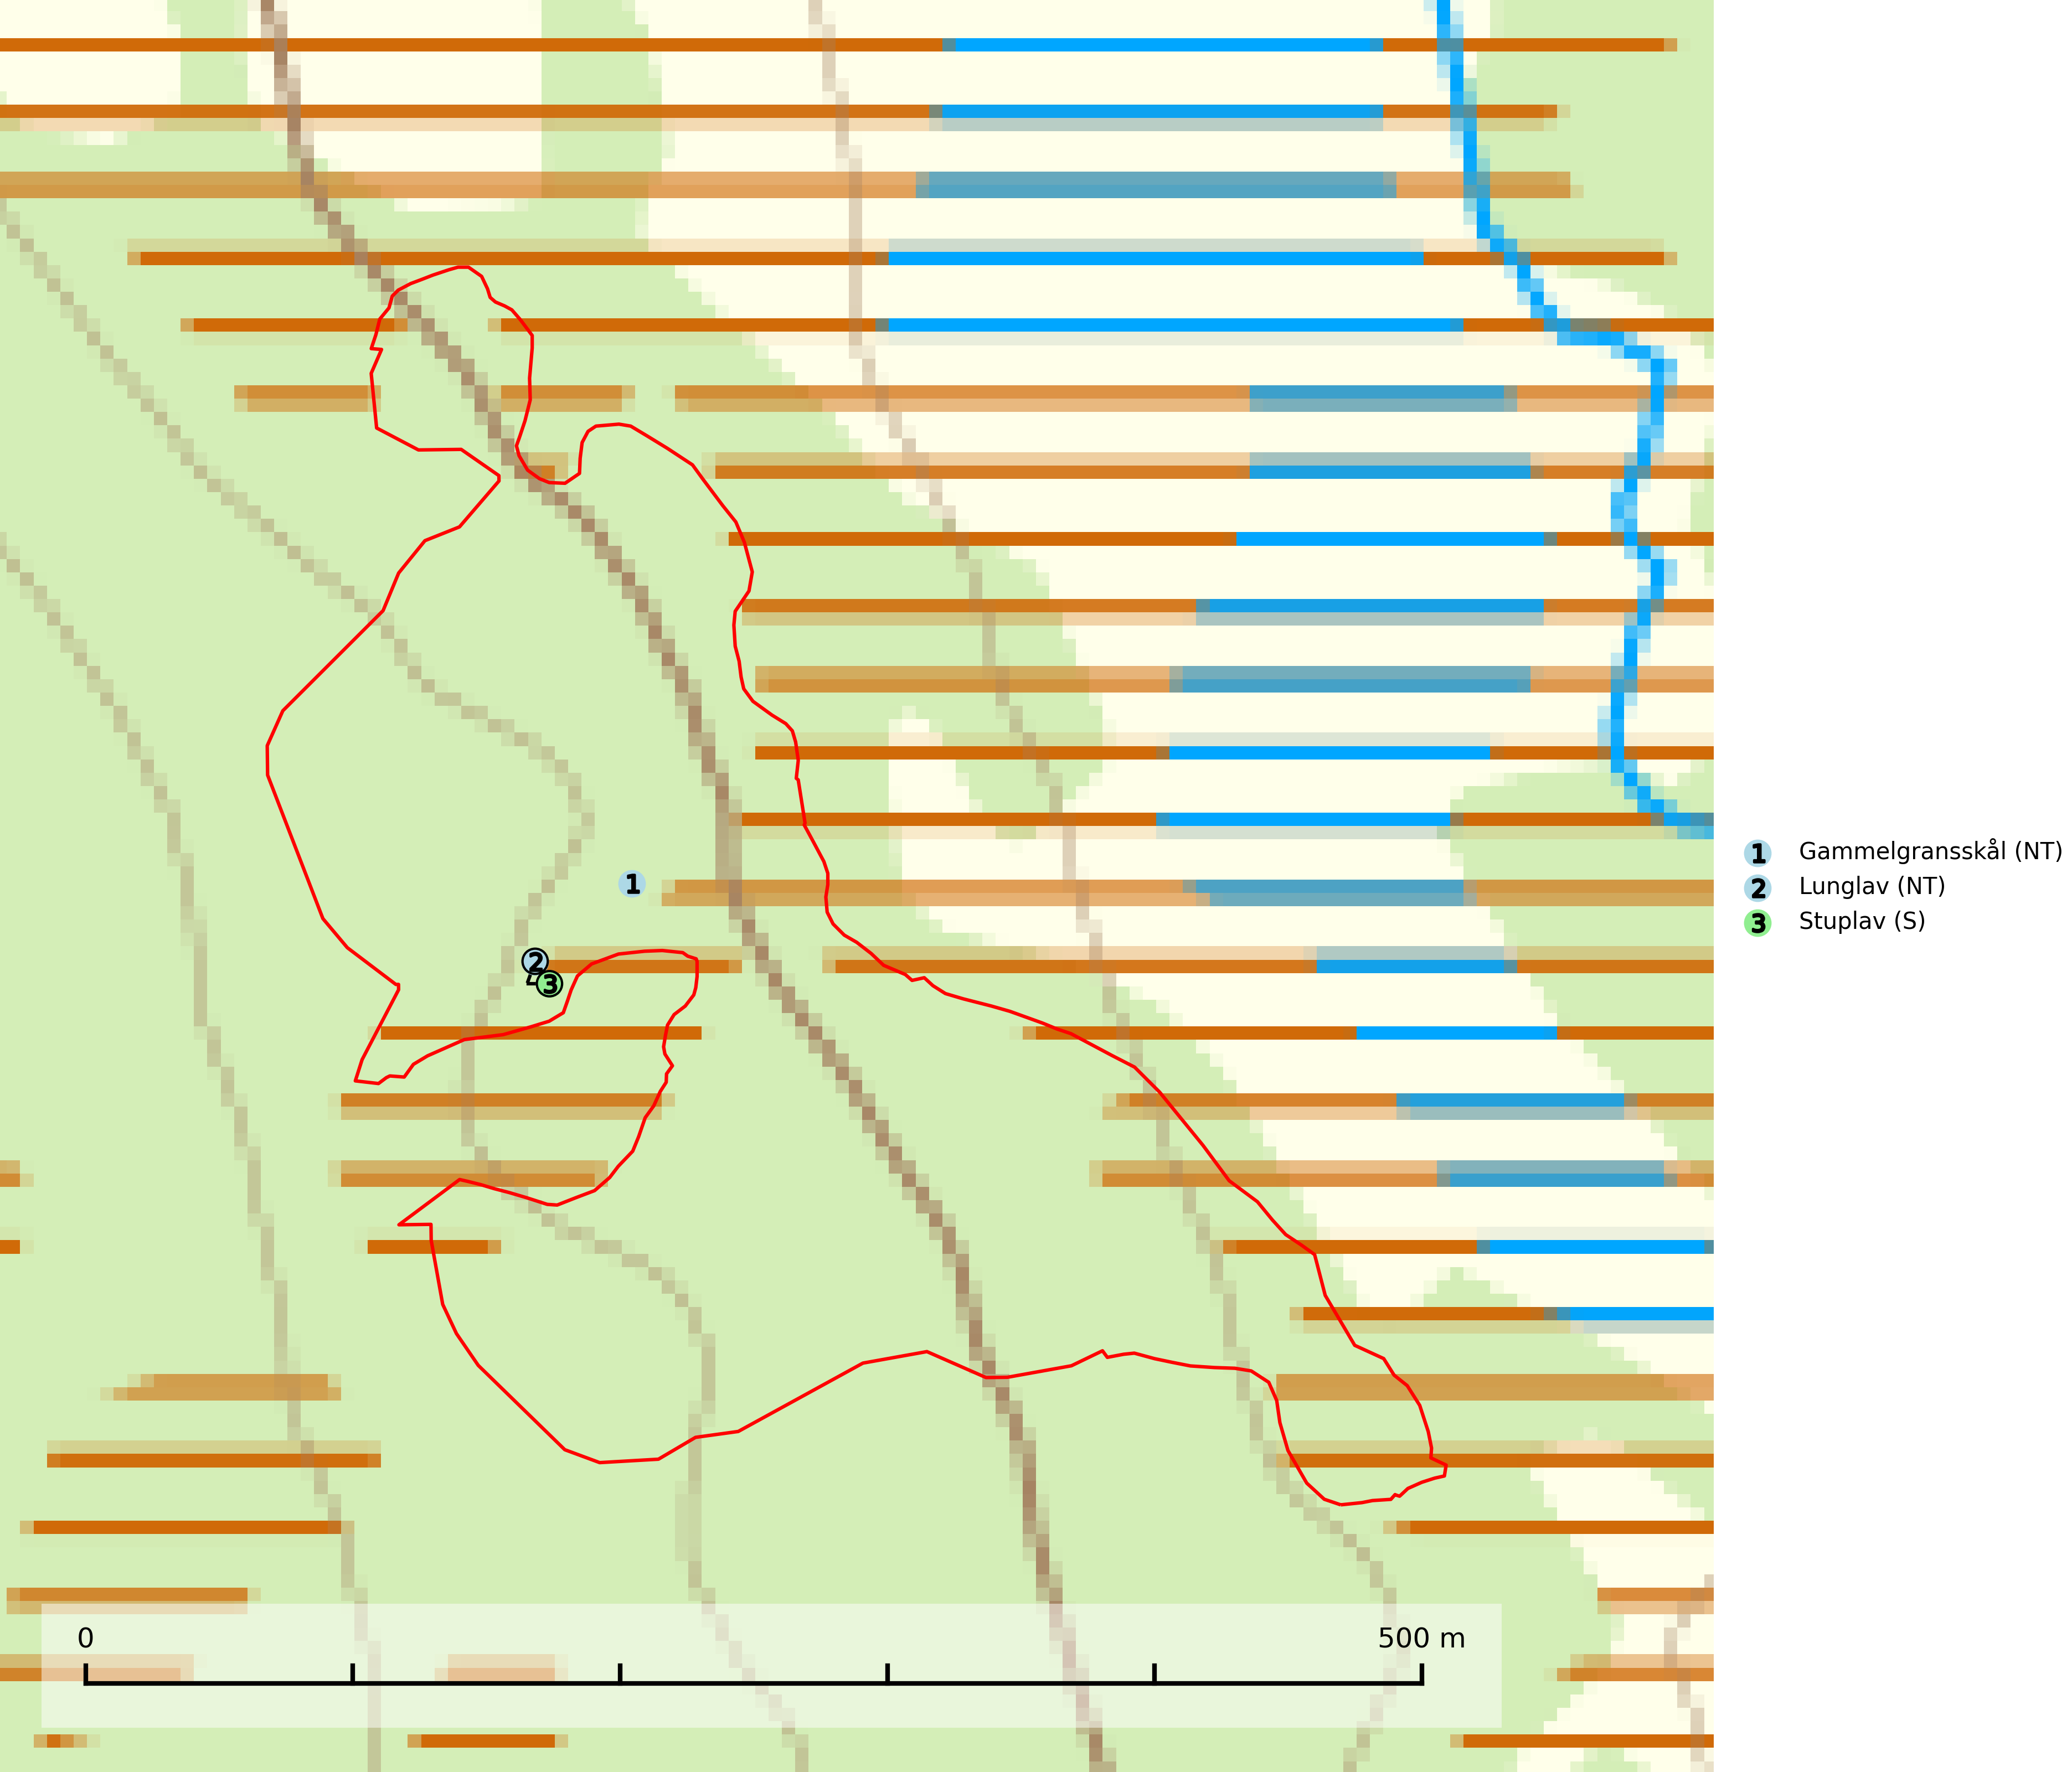 1
2
3
1 Gammelgransskål (NT)
2 Lunglav (NT)
3 Stuplav (S)
0 500 m